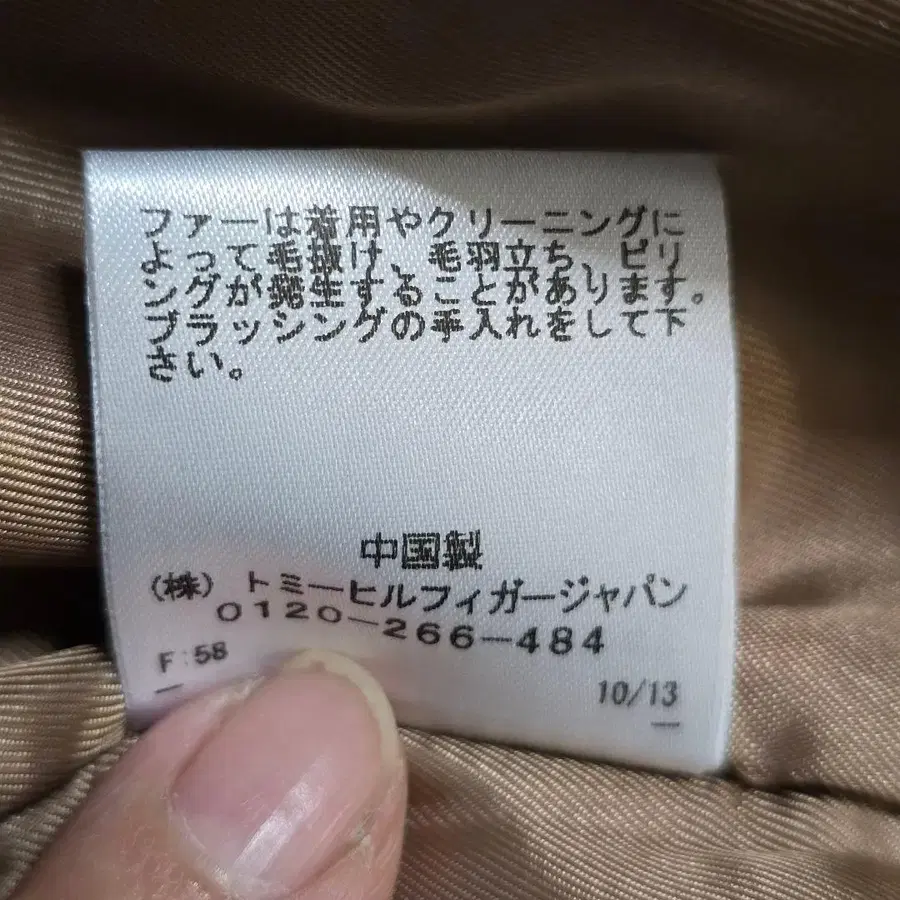 ファーは着用やクリーニングに
よって毛抜け、毛羽立ち、ピリ
ングが発生することがあります。
ブラッシングの手入れをして下
さい。
中国製
(株) トミーヒルフィガージャパン
0120-266-484
F:58
10/13